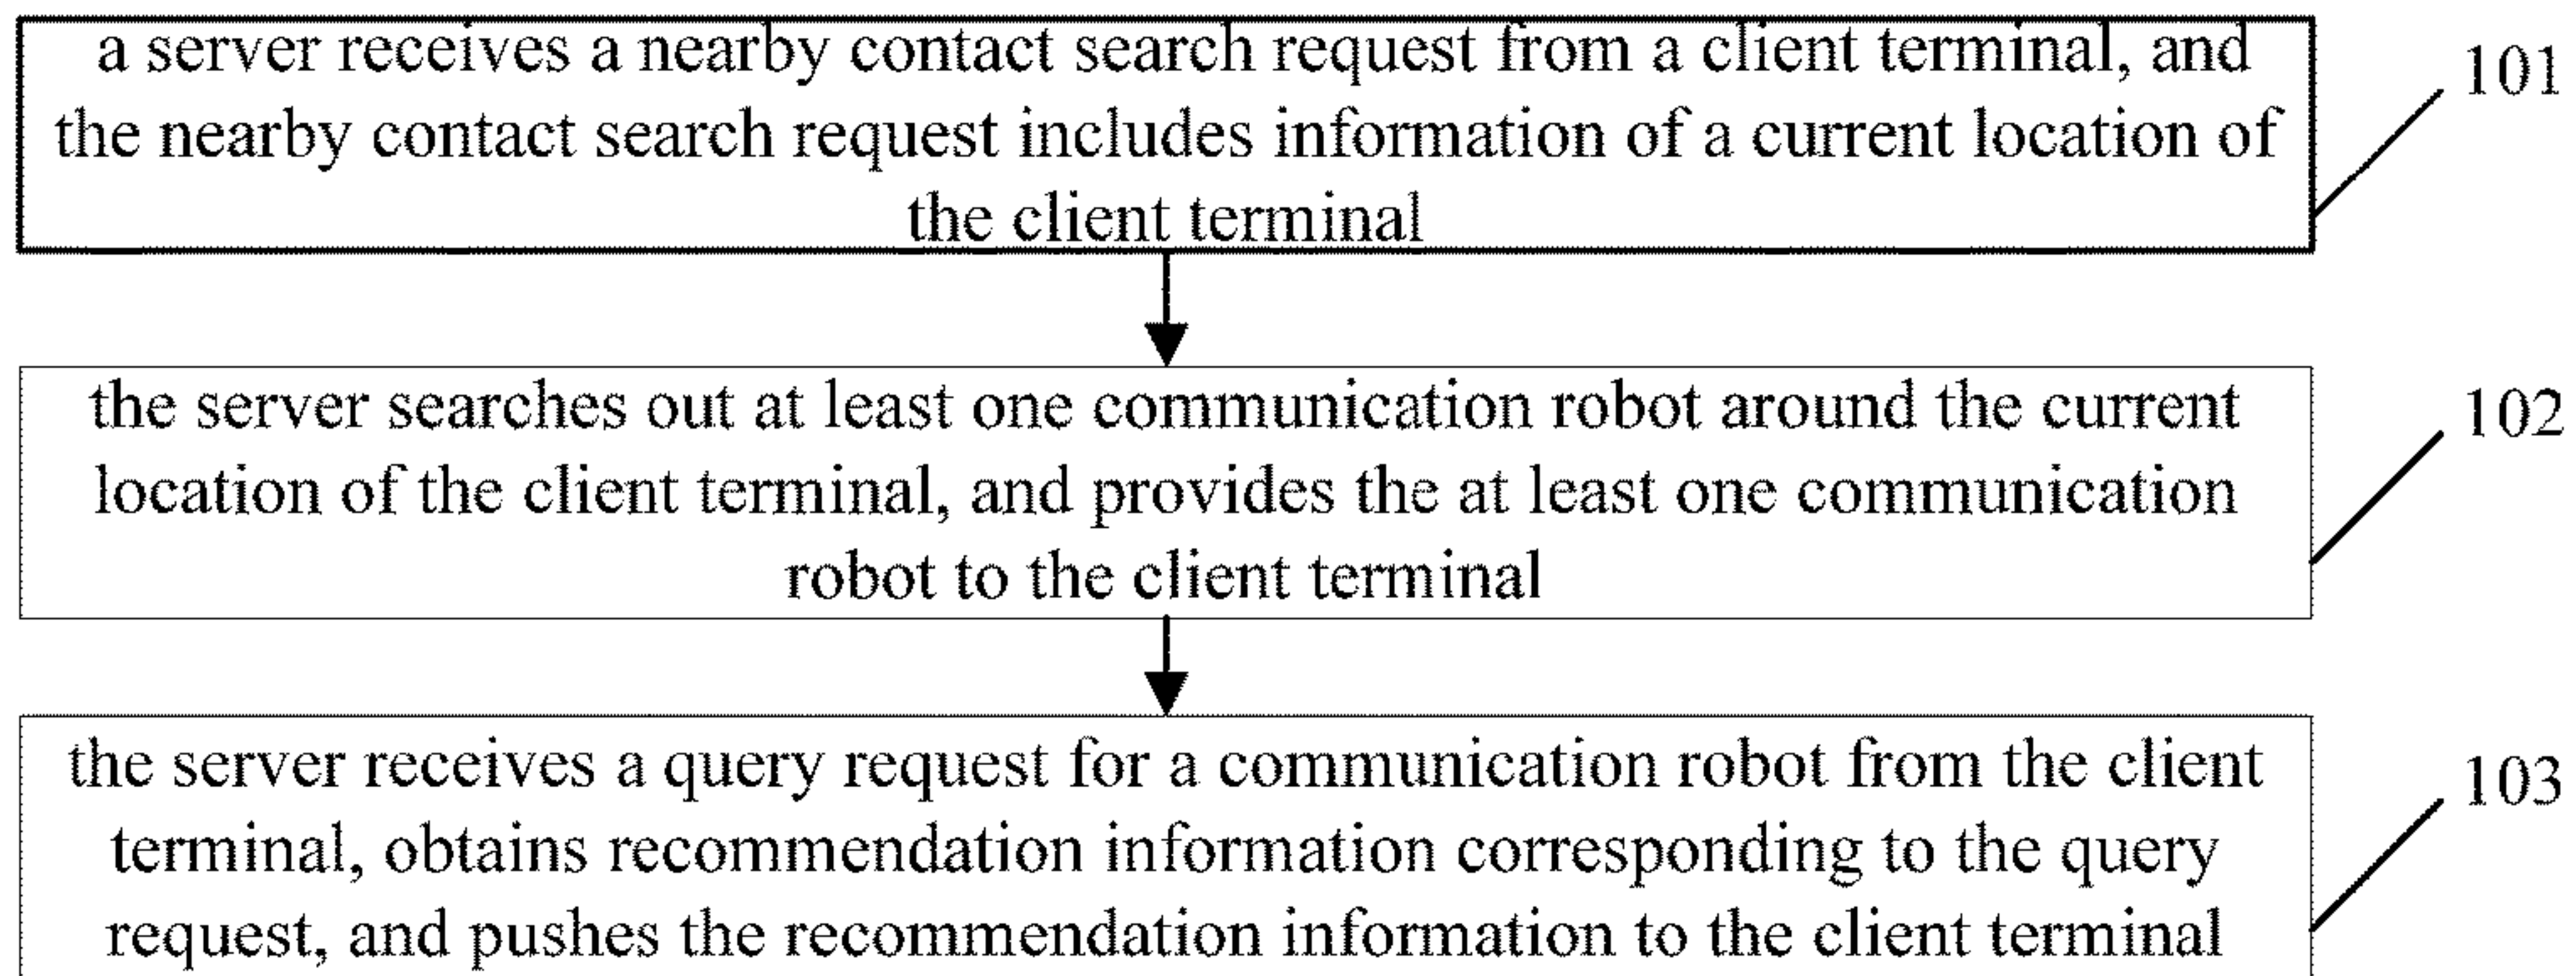 a server receives a nearby contact search request from a client terminal, and
the nearby contact search request includes information of a current location of
the client terminal
101
the server searches out at least one communication robot around the current
location of the client terminal, and provides the at least one communication
robot to the client terminal
102
the server receives a query request for a communication robot from the client
terminal, obtains recommendation information corresponding to the query
request, and pushes the recommendation information to the client terminal
103